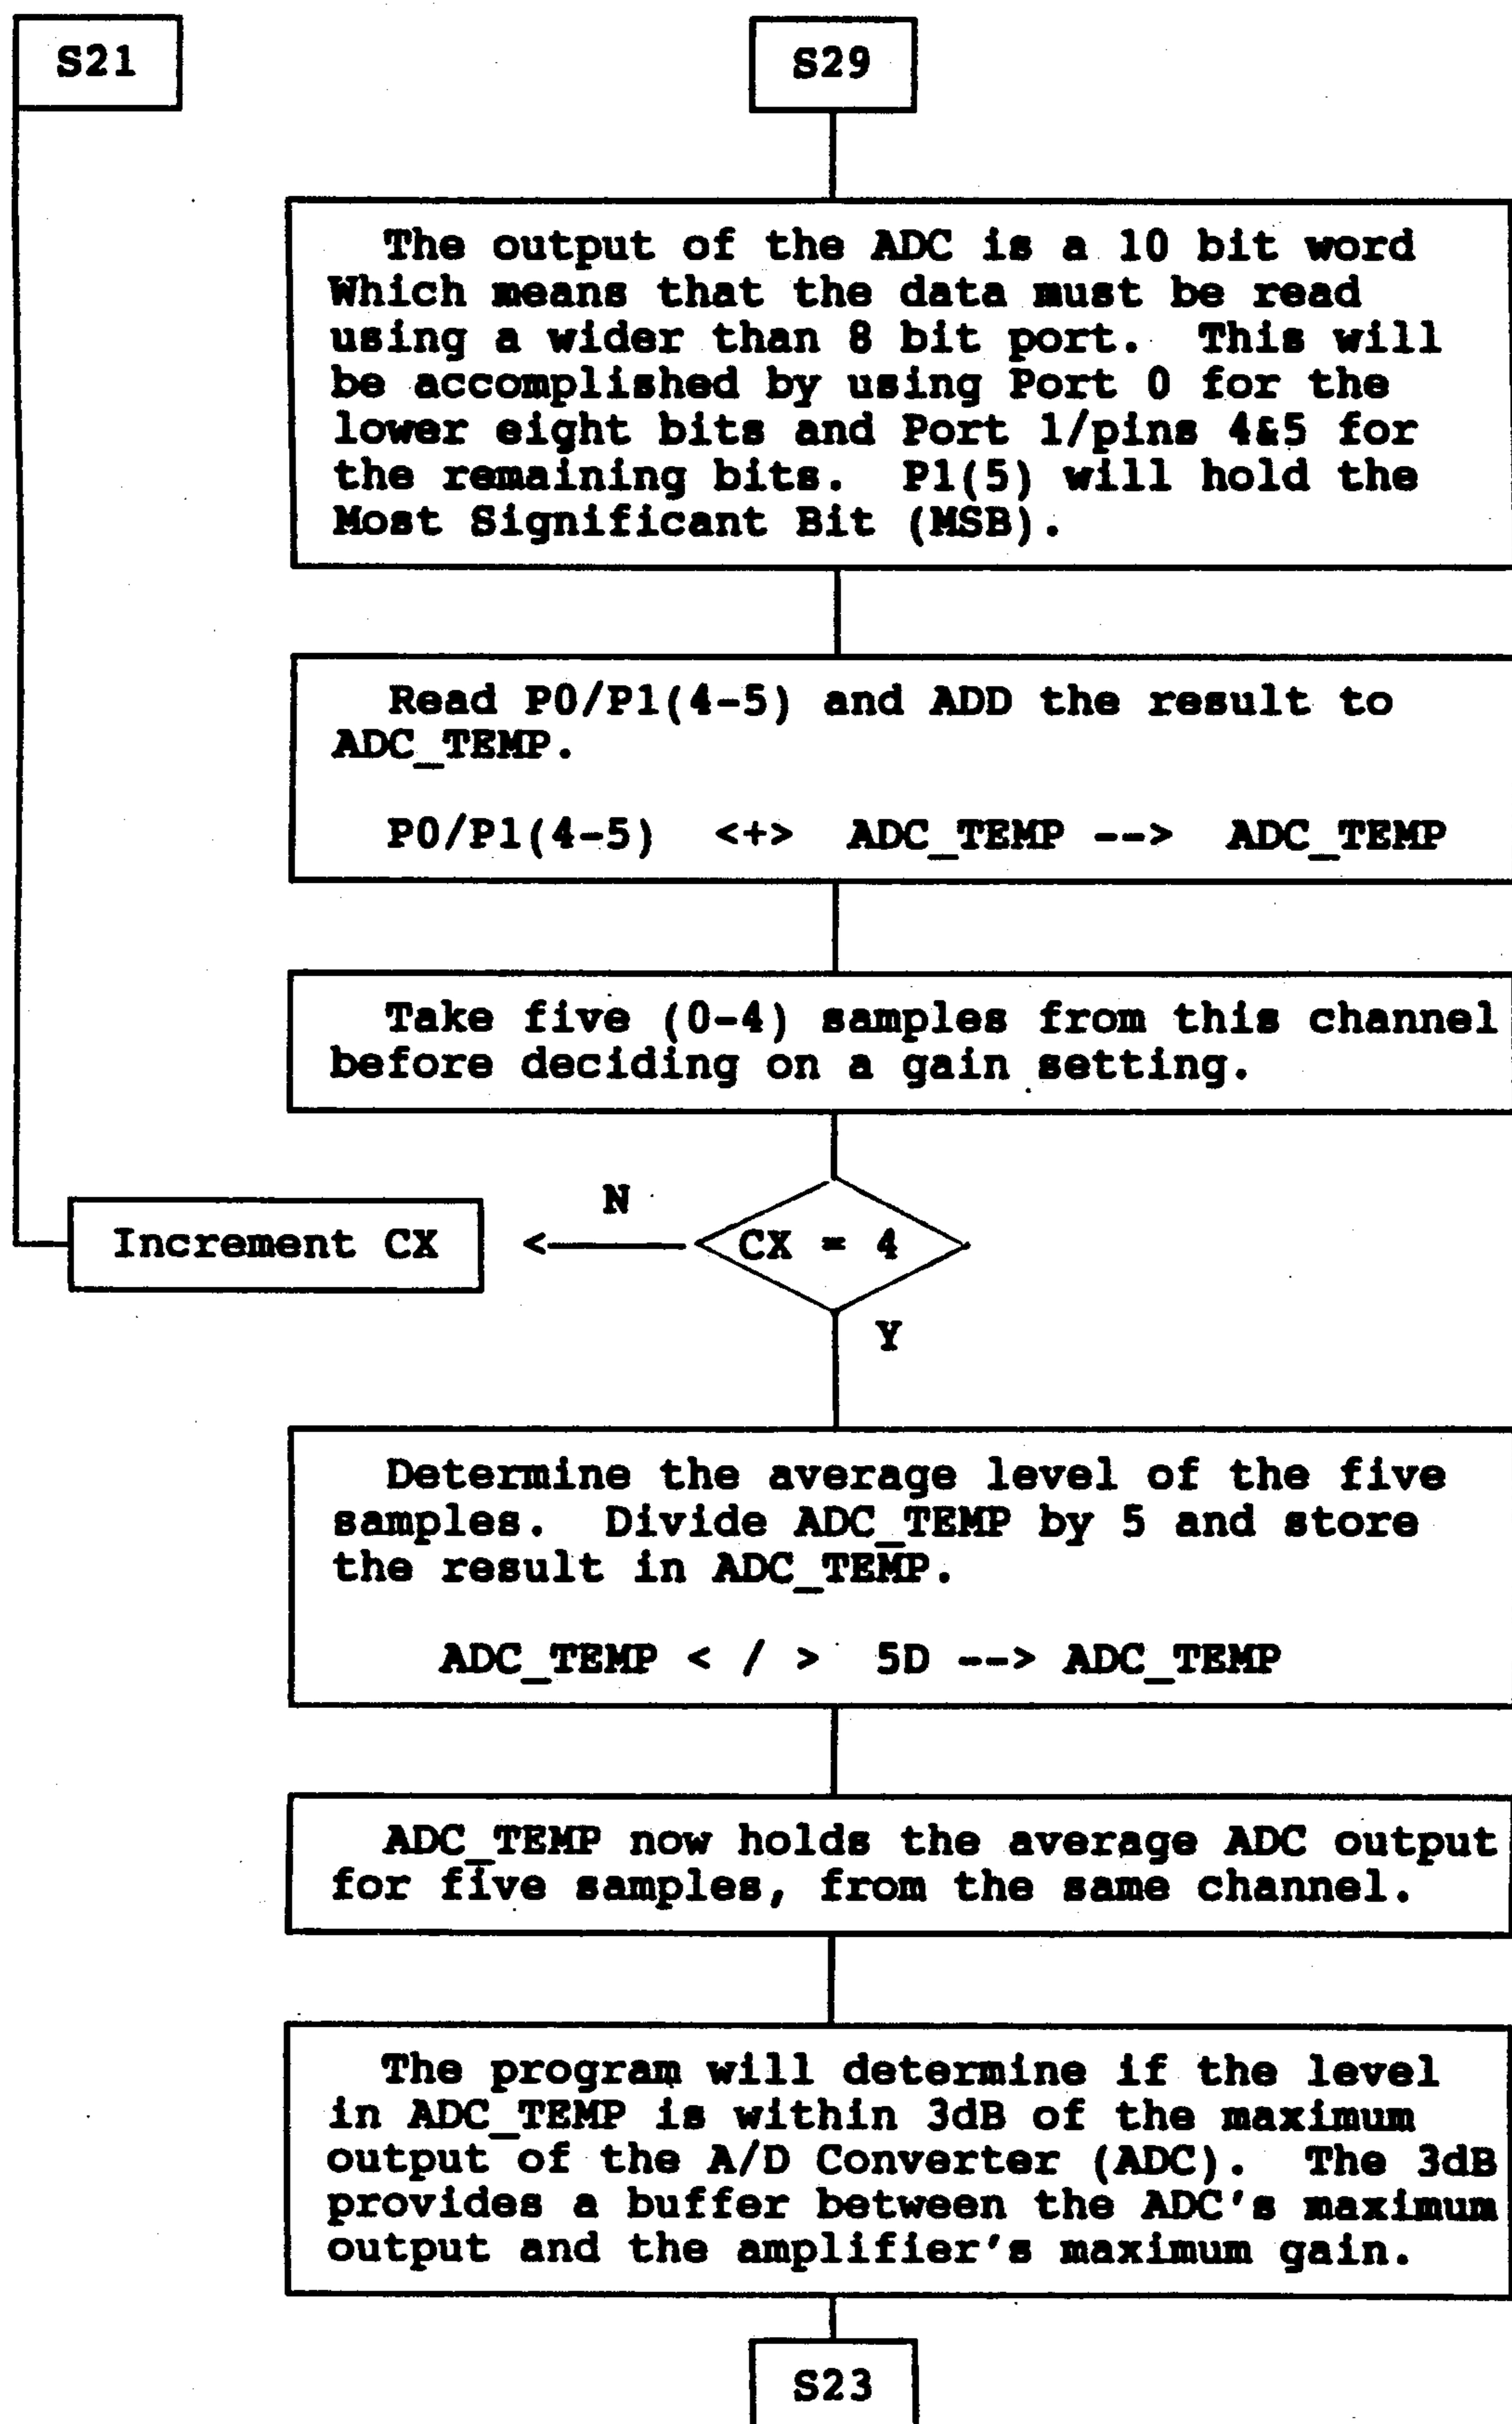 S21
S29
The output of the ADC is a 10 bit word
Which means that the data must be read
using a wider than 8 bit port. This will
be accomplished by using Port 0 for the
lower eight bits and Port 1/pins 4&5 for
the remaining bits. P1(5) will hold the
Most Significant Bit (MSB).
Read P0/P1(4-5) and ADD the result to
ADC_TEMP.
P0/P1(4-5) <+> ADC_TEMP --> ADC_TEMP
Take five (0-4) samples from this channel
before deciding on a gain setting.
N
Increment CX
<
CX = 4
Y
Determine the average level of the five
samples. Divide ADC_TEMP by 5 and store
the result in ADC_TEMP.
ADC_TEMP < / > 5D --> ADC_TEMP
ADC_TEMP now holds the average ADC output
for five samples, from the same channel.
The program will determine if the level
in ADC_TEMP is within 3dB of the maximum
output of the A/D Converter (ADC). The 3dB
provides a buffer between the ADC's maximum
output and the amplifier's maximum gain.
S23